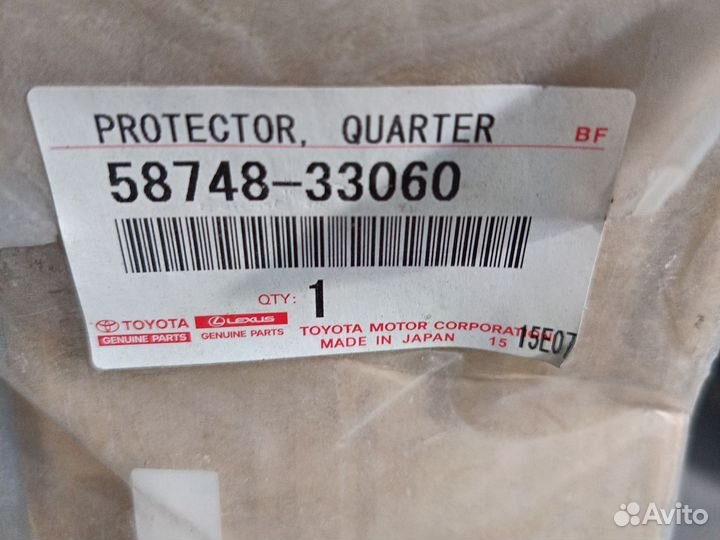 PROTECTOR, QUARTER BF
58748-33060
QTY: 1
TOYOTA LEXUS
GENUINE PARTS GENUINE PARTS
TOYOTA MOTOR CORPORATION
MADE IN JAPAN 15 15E07
Avito